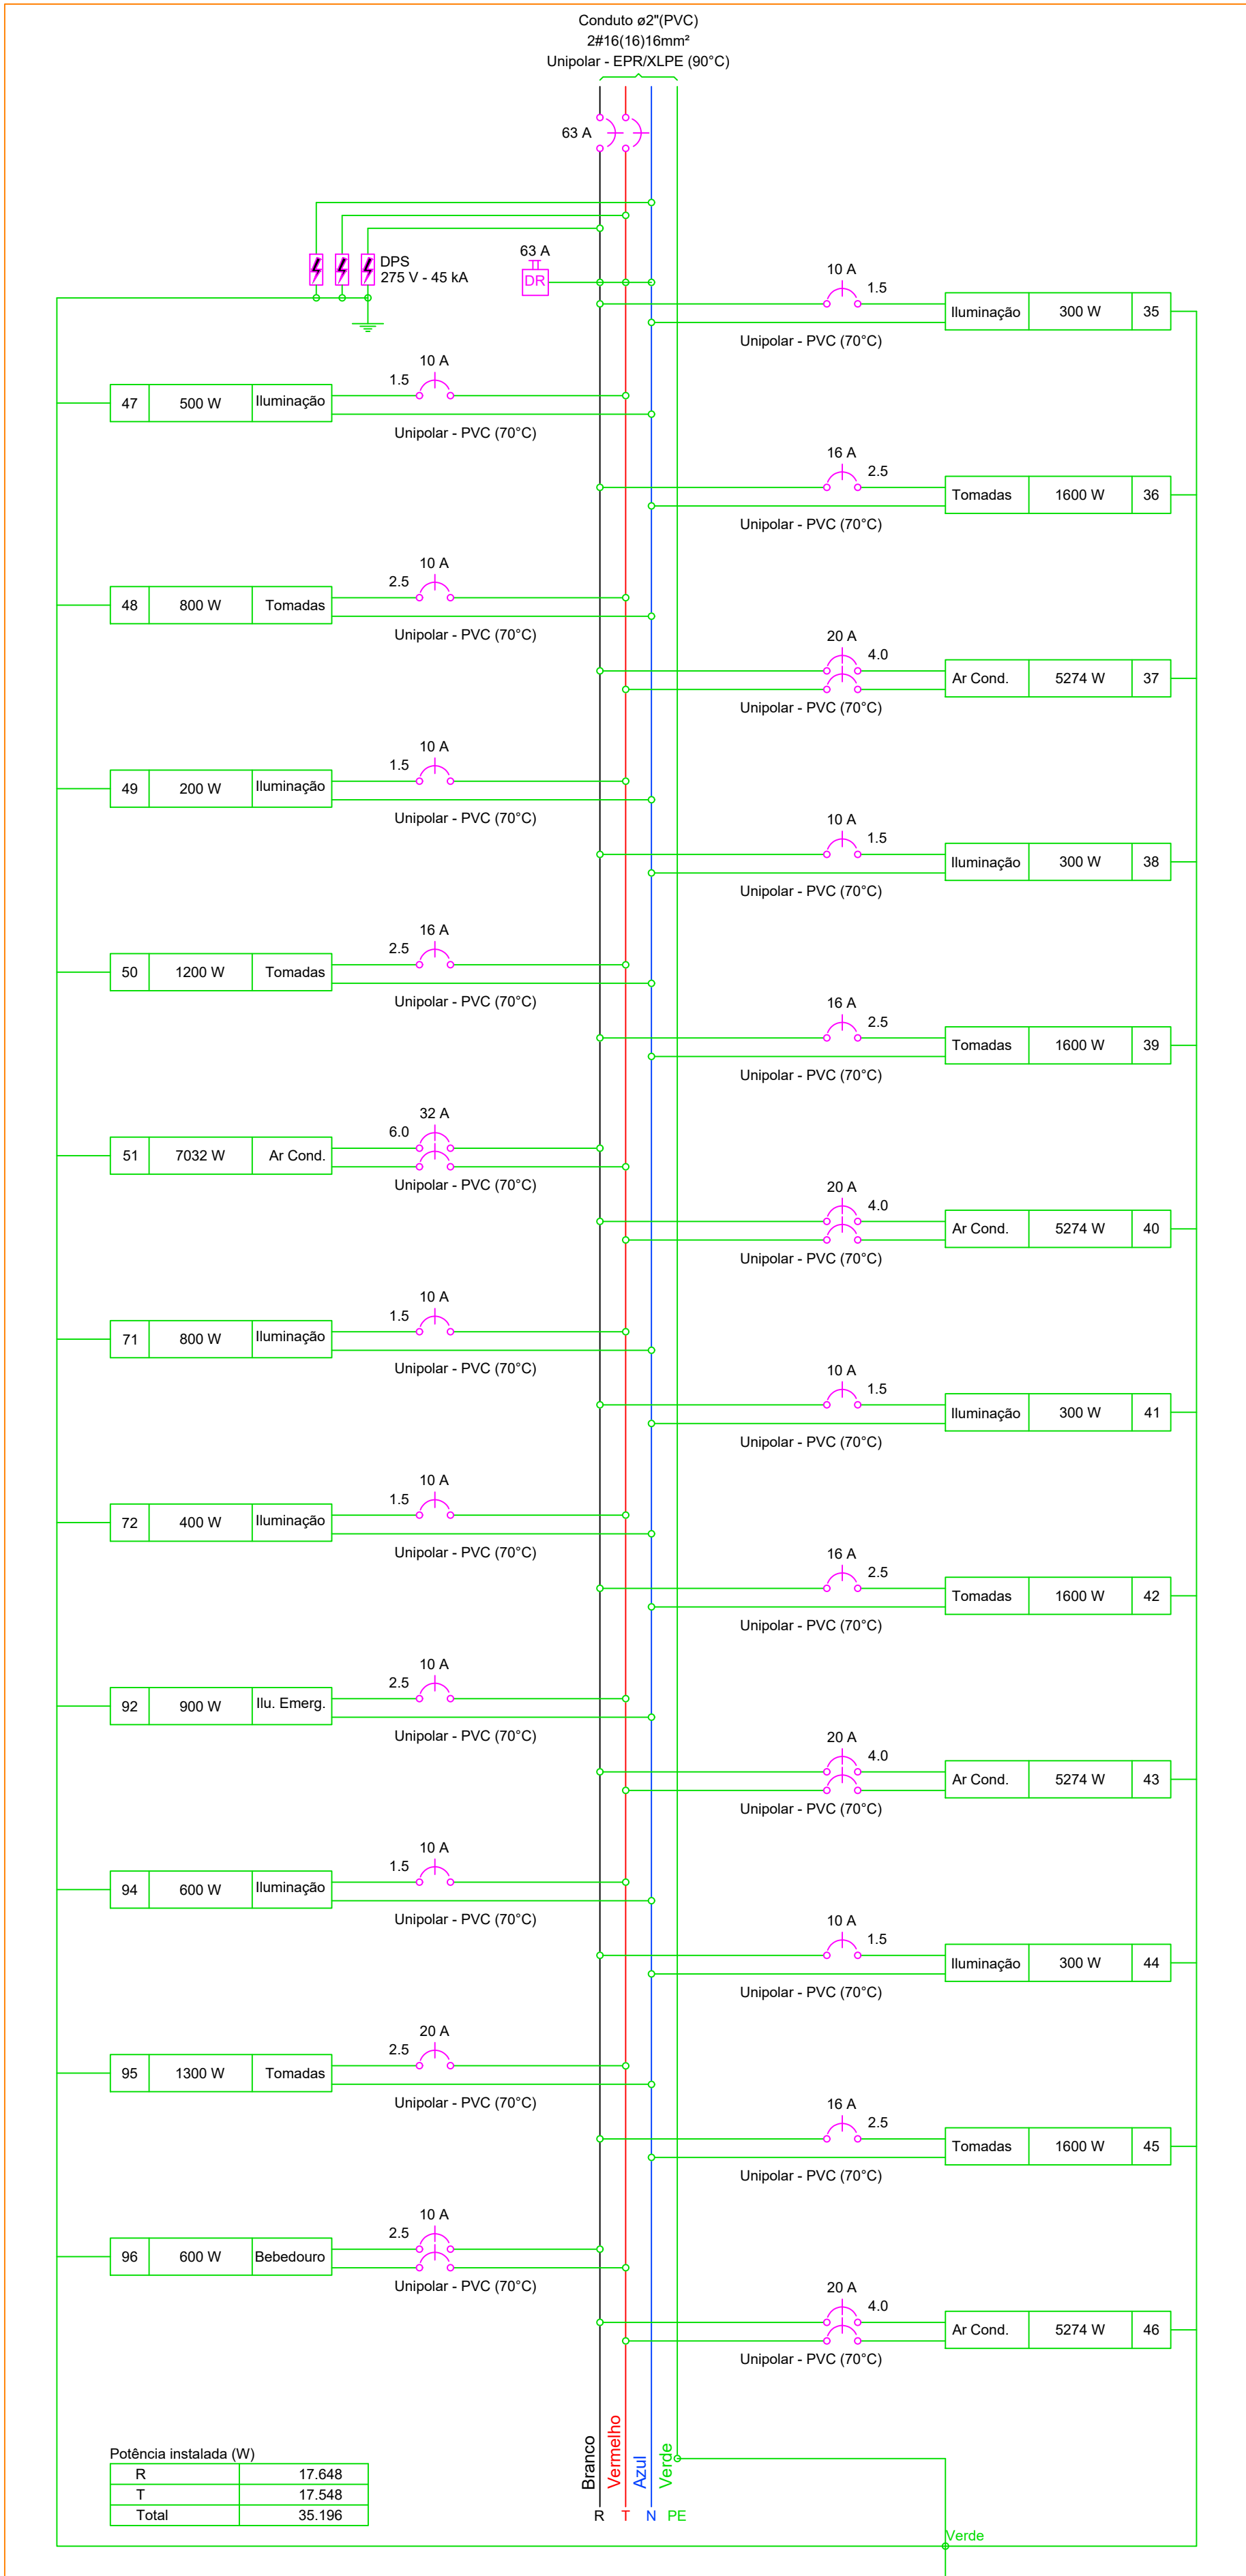 Conduto ø2"(PVC)
2#16(16)16mm²
Unipolar - EPR/XLPE (90°C)
63 A
DPS
275 V - 45 kA
63 A
DR
10 A
1.5
Iluminação 300 W 35
Unipolar - PVC (70°C)
10 A
1.5
47 500 W Iluminação
Unipolar - PVC (70°C)
16 A
2.5
Tomadas 1600 W 36
Unipolar - PVC (70°C)
10 A
2.5
48 800 W Tomadas
Unipolar - PVC (70°C)
20 A
4.0
Ar Cond. 5274 W 37
Unipolar - PVC (70°C)
10 A
1.5
49 200 W Iluminação
Unipolar - PVC (70°C)
10 A
1.5
Iluminação 300 W 38
Unipolar - PVC (70°C)
16 A
2.5
50 1200 W Tomadas
Unipolar - PVC (70°C)
16 A
2.5
Tomadas 1600 W 39
Unipolar - PVC (70°C)
32 A
6.0
51 7032 W Ar Cond.
Unipolar - PVC (70°C)
20 A
4.0
Ar Cond. 5274 W 40
Unipolar - PVC (70°C)
10 A
1.5
71 800 W Iluminação
Unipolar - PVC (70°C)
10 A
1.5
Iluminação 300 W 41
Unipolar - PVC (70°C)
10 A
1.5
72 400 W Iluminação
Unipolar - PVC (70°C)
16 A
2.5
Tomadas 1600 W 42
Unipolar - PVC (70°C)
10 A
2.5
92 900 W Ilu. Emerg.
Unipolar - PVC (70°C)
20 A
4.0
Ar Cond. 5274 W 43
Unipolar - PVC (70°C)
10 A
1.5
94 600 W Iluminação
Unipolar - PVC (70°C)
10 A
1.5
Iluminação 300 W 44
Unipolar - PVC (70°C)
20 A
2.5
95 1300 W Tomadas
Unipolar - PVC (70°C)
16 A
2.5
Tomadas 1600 W 45
Unipolar - PVC (70°C)
10 A
2.5
96 600 W Bebedouro
Unipolar - PVC (70°C)
20 A
4.0
Ar Cond. 5274 W 46
Unipolar - PVC (70°C)
Branco
Vermelho
Azul
Verde
R T N PE
Potência instalada (W)
R 17.648
T 17.548
Total 35.196
Verde